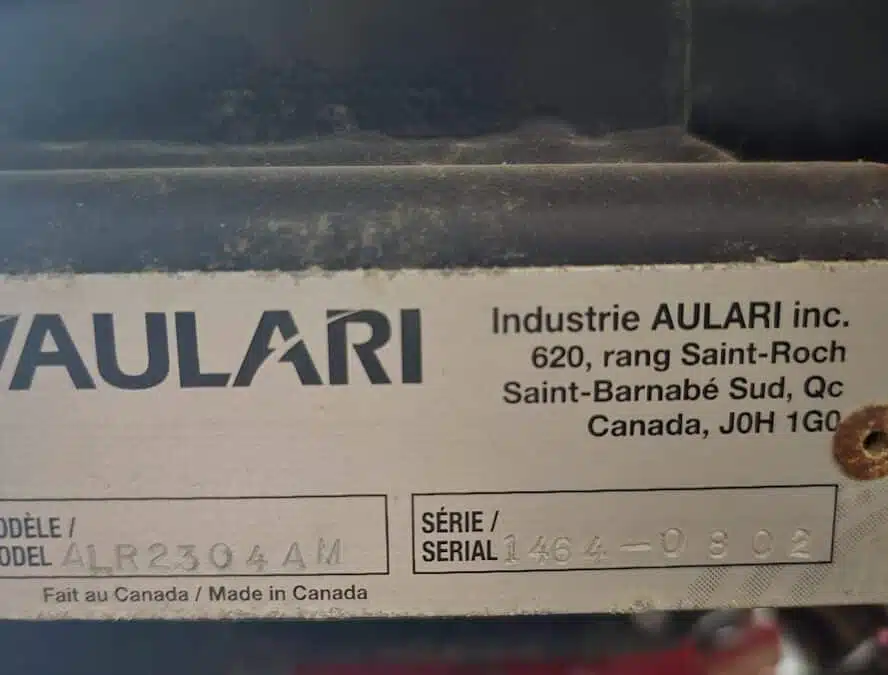 AULARI
Industrie AULARI inc.
620, rang Saint-Roch
Saint-Barnabé Sud, Qc
Canada, J0H 1G0
ODÈLE /
ODEL ALR2304AM
SÉRIE /
SERIAL 1464-0802
Fait au Canada / Made in Canada